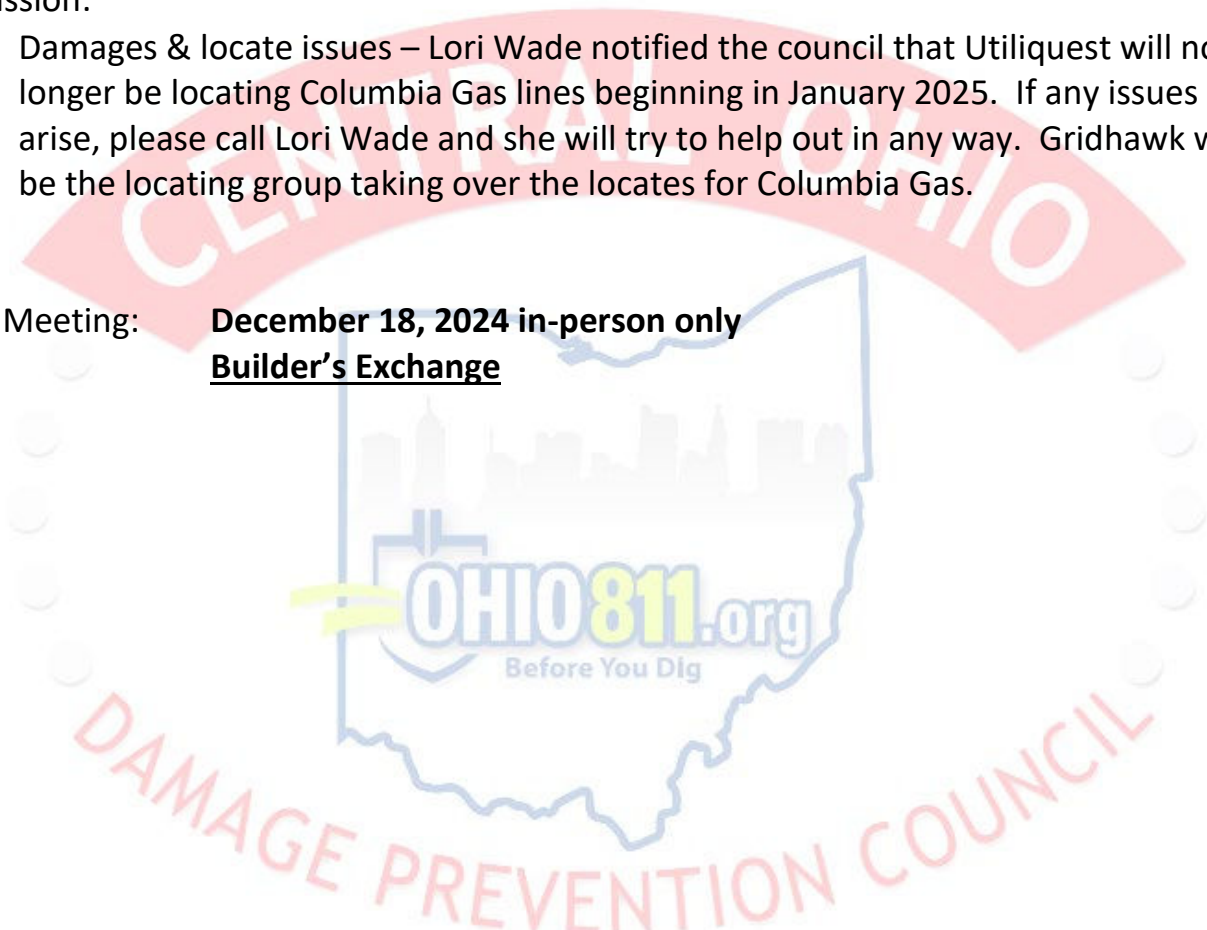 ssion:
Damages & locate issues – Lori Wade notified the council that Utiliquest will no
longer be locating Columbia Gas lines beginning in January 2025.  If any issues
arise, please call Lori Wade and she will try to help out in any way.  Gridhawk w
be the locating group taking over the locates for Columbia Gas.
CENTRAL OHIO
Meeting: December 18, 2024 in-person only
Builder’s Exchange
OHIO811.org
Before You Dig
DAMAGE PREVENTION COUNCIL